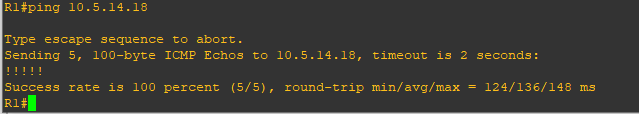 R1#ping 10.5.14.18
Type escape sequence to abort.
Sending 5, 100-byte ICMP Echos to 10.5.14.18, timeout is 2 seconds:
!!!!!
Success rate is 100 percent (5/5), round-trip min/avg/max = 124/136/148 ms
R1#